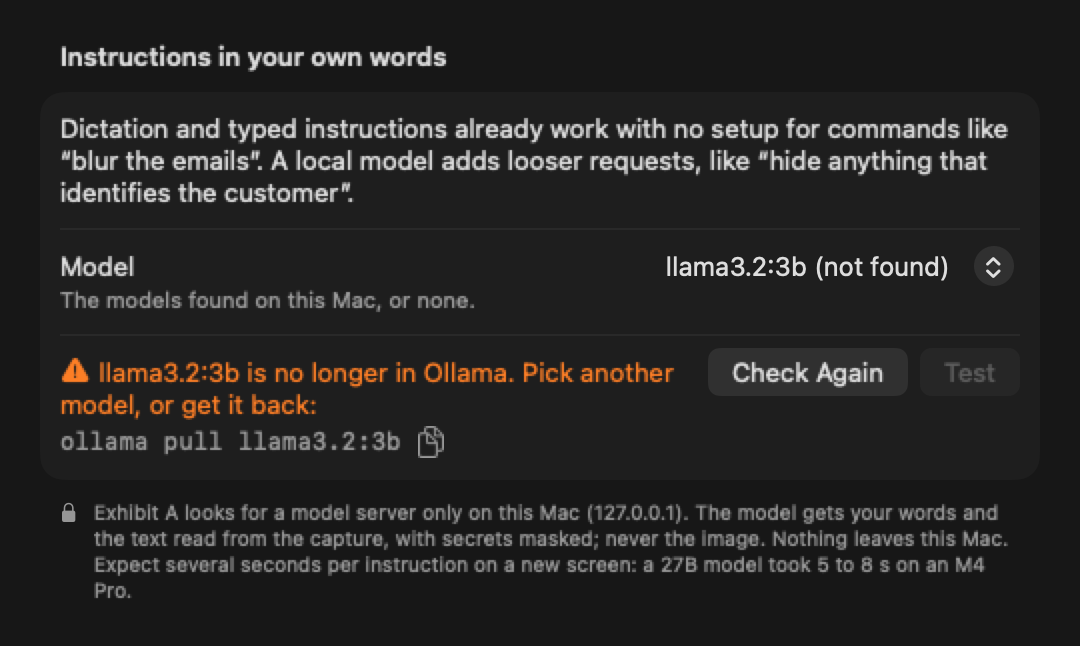 Instructions in your own words
Dictation and typed instructions already work with no setup for commands like
“blur the emails”. A local model adds looser requests, like “hide anything that
identifies the customer”.
Model
llama3.2:3b (not found)
The models found on this Mac, or none.
llama3.2:3b is no longer in Ollama. Pick another
model, or get it back:
Check Again
Test
ollama pull llama3.2:3b
Exhibit A looks for a model server only on this Mac (127.0.0.1). The model gets your words and
the text read from the capture, with secrets masked; never the image. Nothing leaves this Mac.
Expect several seconds per instruction on a new screen: a 27B model took 5 to 8 s on an M4
Pro.